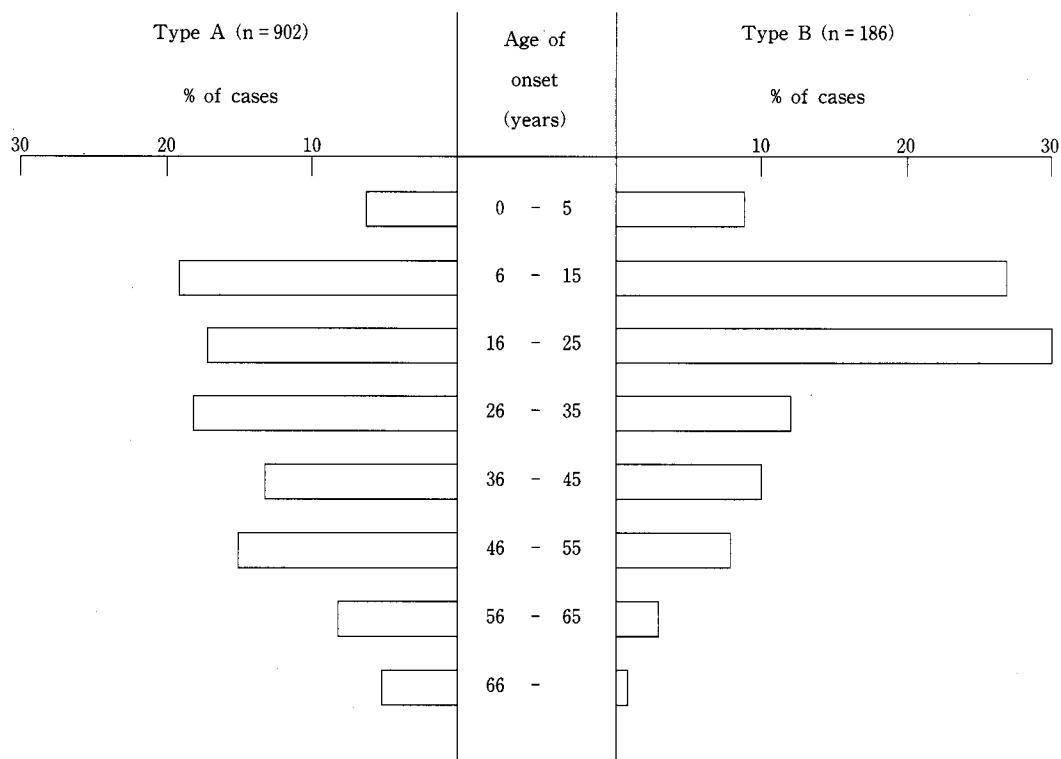 Type A (n = 902)
Age of
onset
(years)
Type B (n = 186)
% of cases
% of cases
30 20 10
10 20 30
0 - 5
6 - 15
16 - 25
26 - 35
36 - 45
46 - 55
56 - 65
66 -